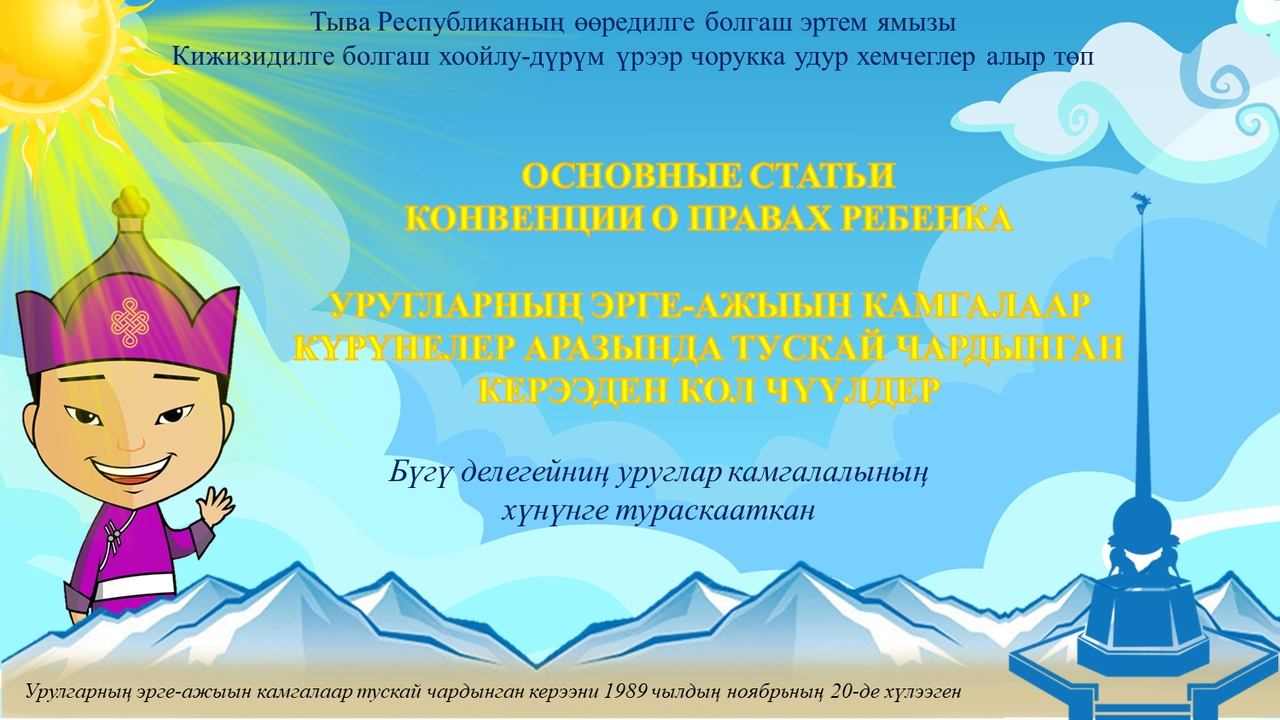 Тыва Республиканың өөредилге болгаш эртем ямызы
Кижизидилге болгаш хоойлу-дүрүм үрээр чорукка удур хемчеглер алыр төп
ОСНОВНЫЕ СТАТЬИ
КОНВЕНЦИИ О ПРАВАХ РЕБЕНКА
УРУГЛАРНЫҢ ЭРГЕ-АЖЫЫН КАМГАЛААР
КҮРҮНЕЛЕР АРАЗЫНДА ТУСКАЙ ЧАРДЫНГАН
КЕРЭЭДЕН КОЛ ЧҮҮЛДЕР
Бүгү делегейниң уруглар камгалалының
хүнүнге тураскааткан
Урулгарның эрге-ажыын камгалаар тускай чардынган керээни 1989 чылдың ноябрьның 20-де хүлээген